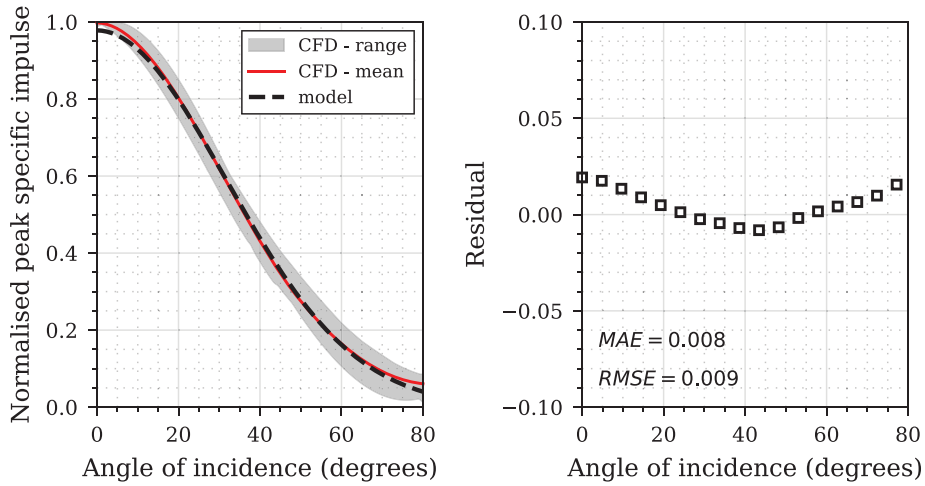 Normalised peak specific impulse
1.0
0.8
0.6
0.4
0.2
0.0
0 20 40 60 80
Angle of incidence (degrees)
CFD - range
CFD - mean
model
Residual
0.10
0.05
0.00
−0.05
−0.10
MAE = 0.008
RMSE = 0.009
0 20 40 60 80
Angle of incidence (degrees)